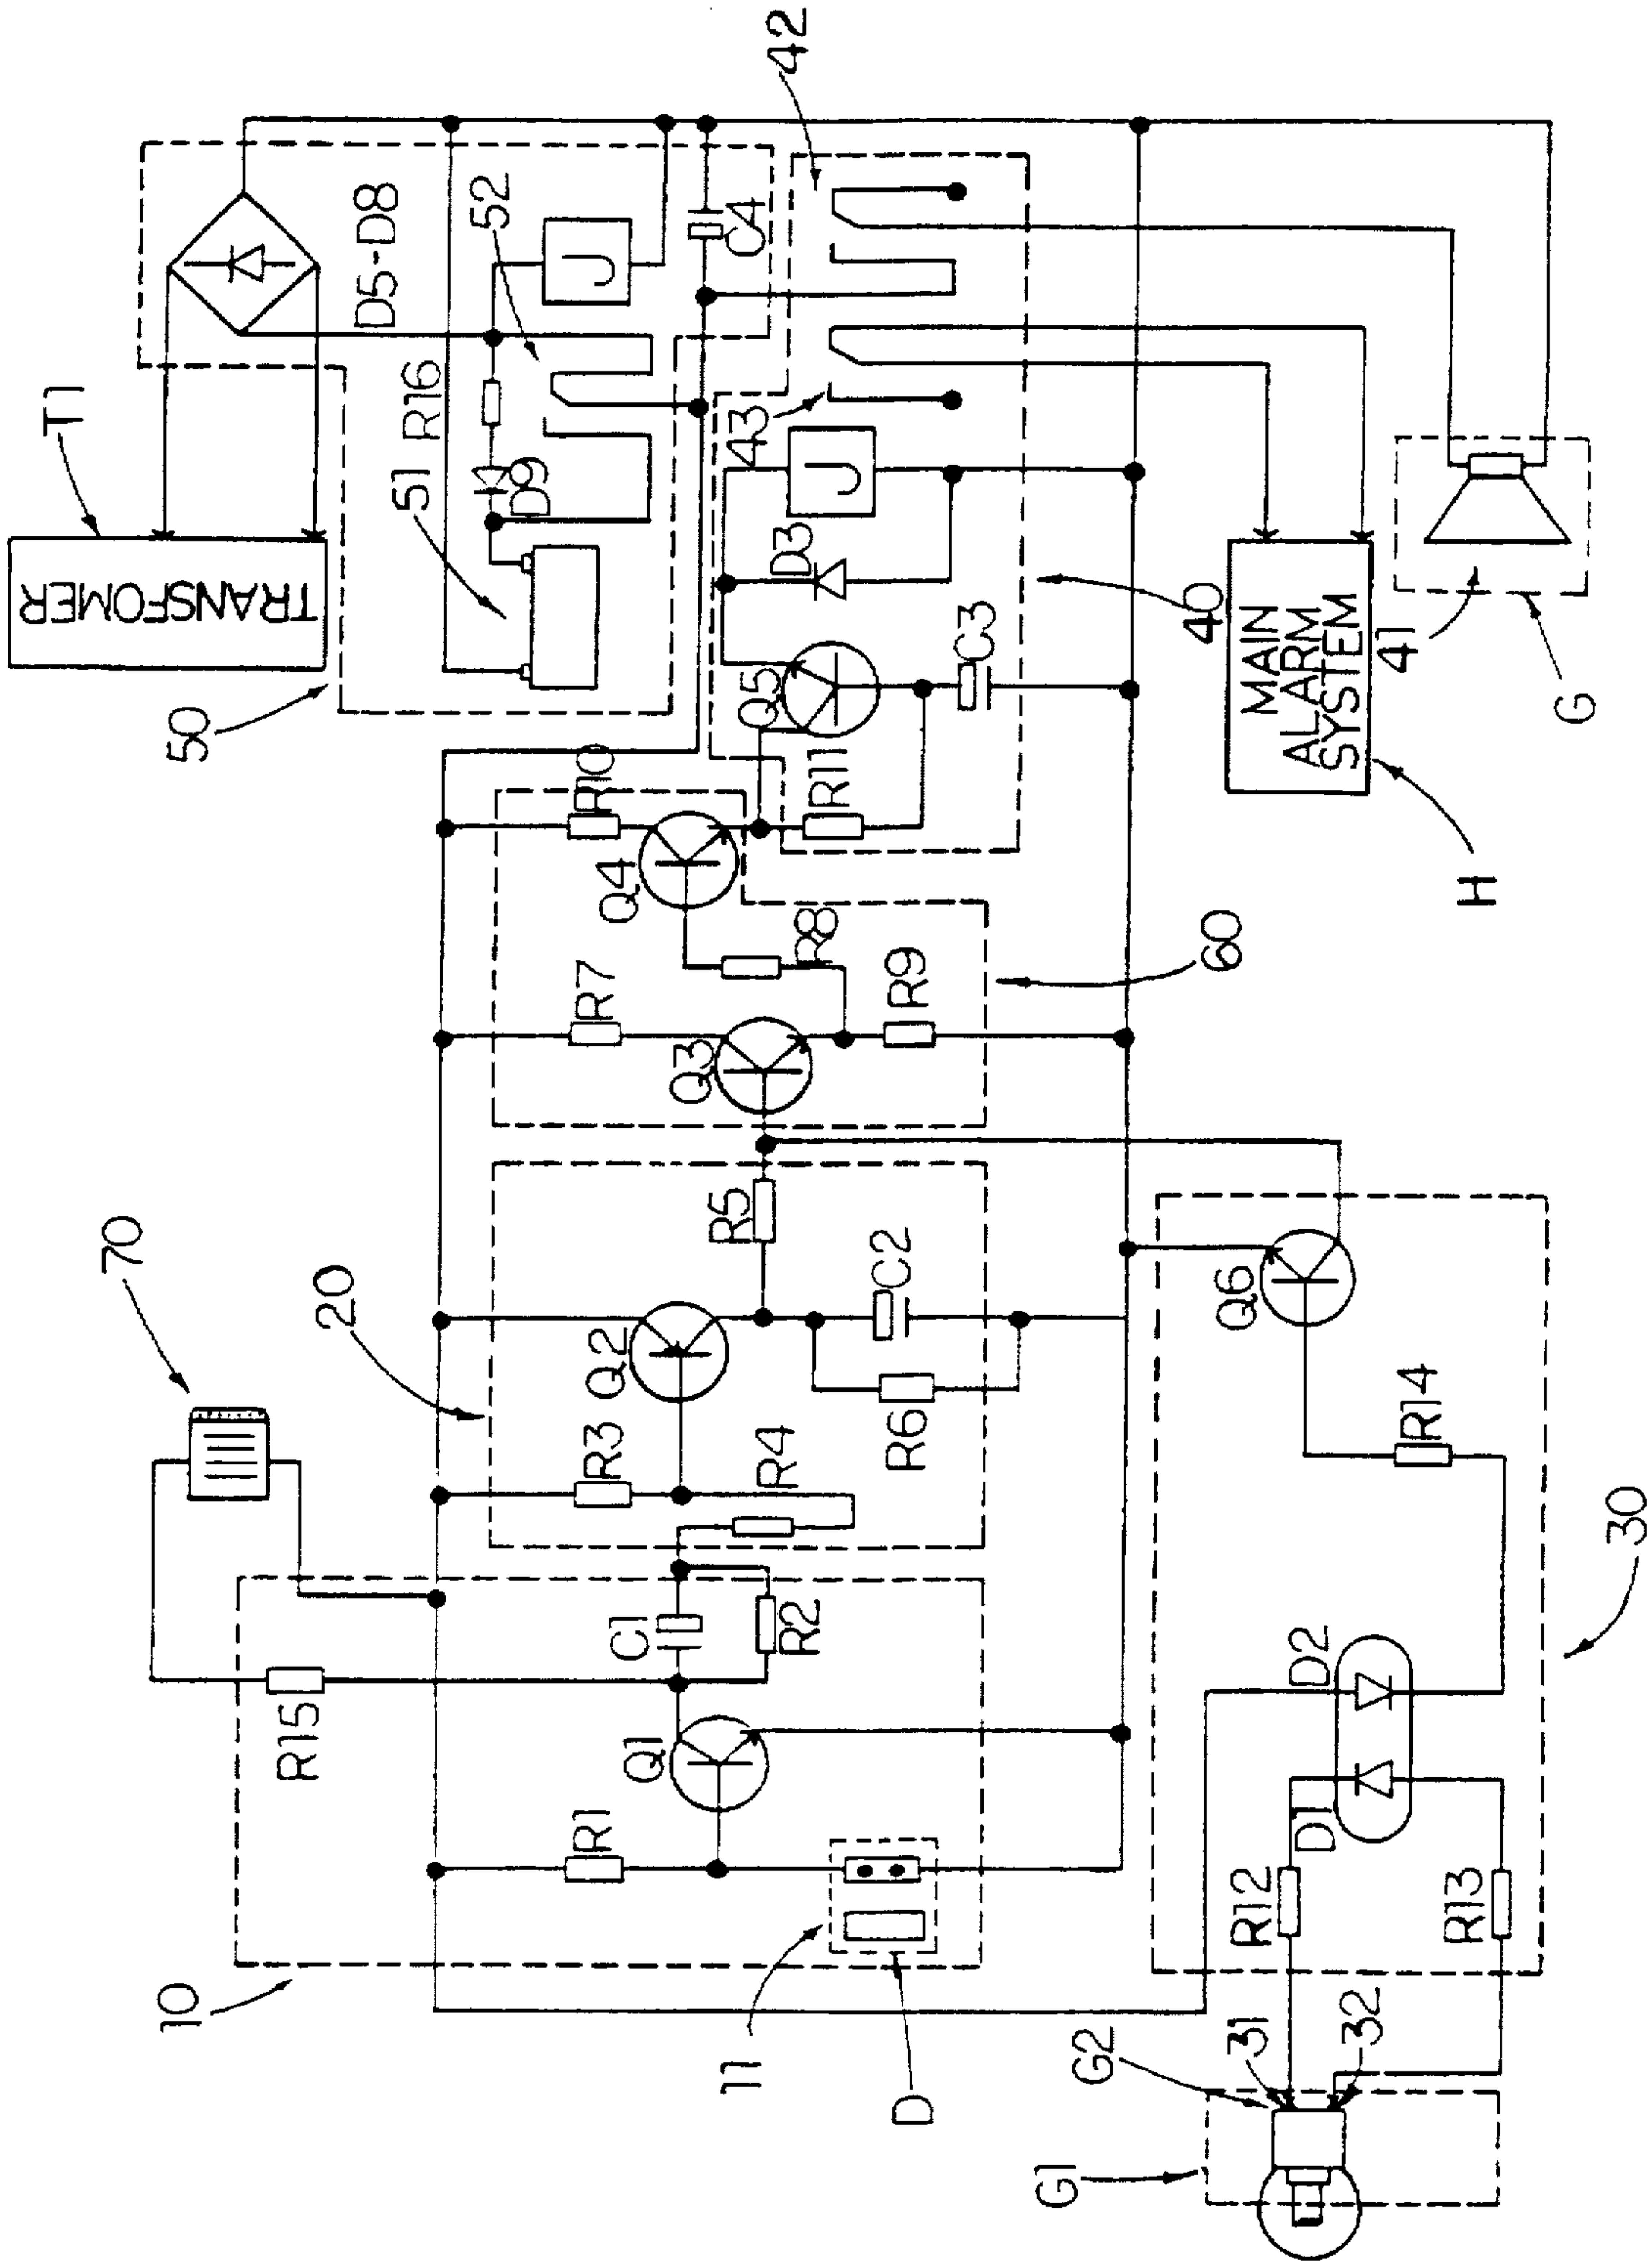 T1
TRANSFOMER
50
D5-D8
R16
52
J
51
D9
C4
42
43
J
D3
40
Q5
C3
R11
MAIN
ALARM
SYSTEM
41
G
H
R10
Q4
R8
R7
R9
Q3
60
70
20
R5
Q2
C2
R3
R4
R6
Q6
R14
30
10
R15
C1
R2
Q1
R1
11
D
D2
D1
R12
R13
G2
31
32
G1